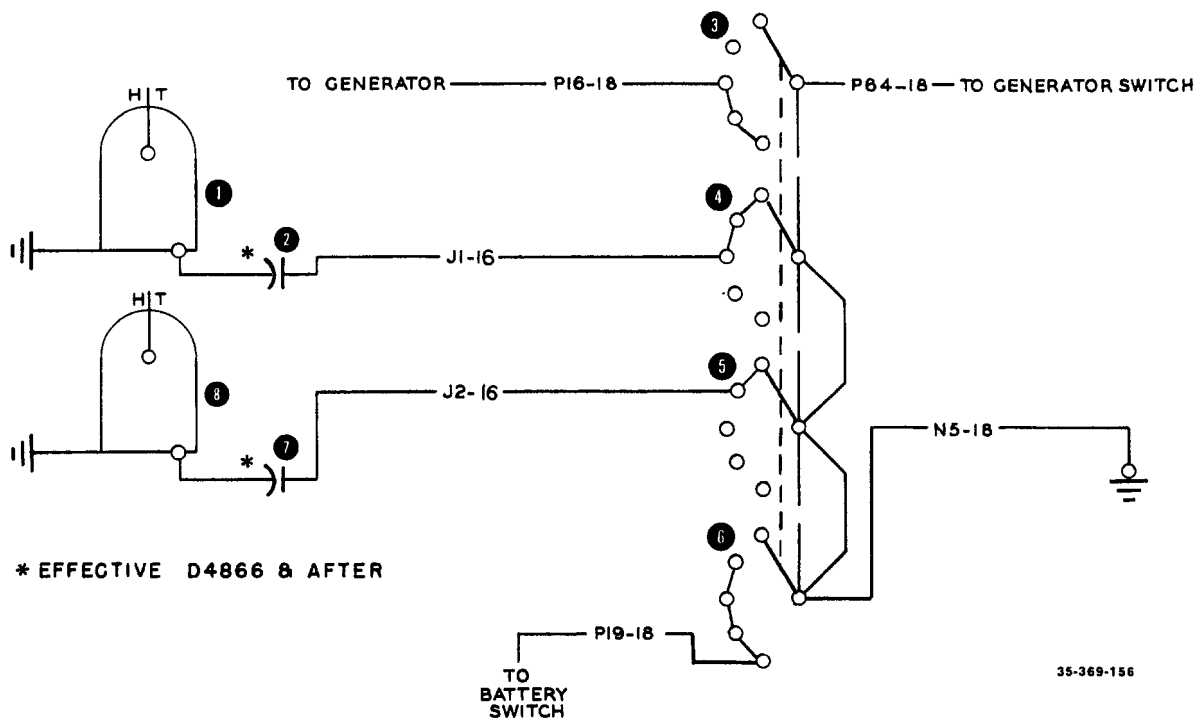 3
TO GENERATOR P16-18 P64-18 TO GENERATOR SWITCH
H T
1
4
* 2 J1-16
H T
5
8 J2-16
* 7 N5-18
6
* EFFECTIVE D4866 & AFTER
P19-18
TO
BATTERY
SWITCH
35-369-156